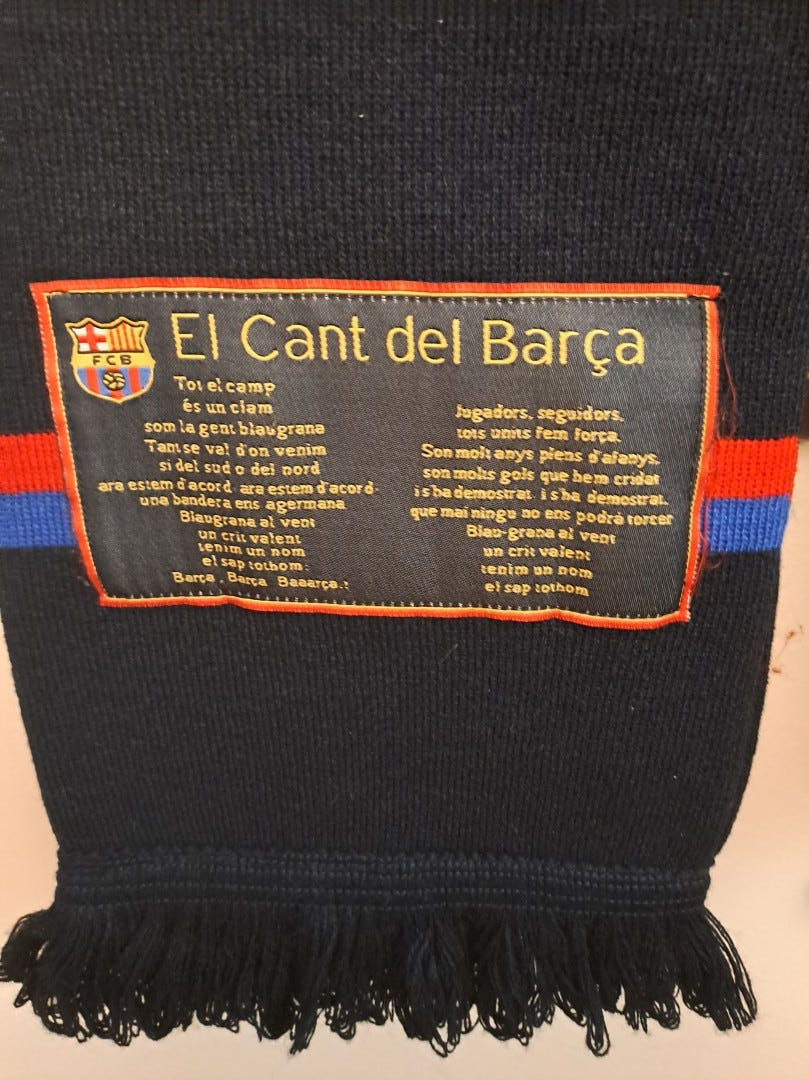 FCB
El Cant del Barça
Tot el camp
és un clam
som la gent blaugrana
Tant se val d'on venim
si del sud o del nord
ara estem d'acord, ara estem d'acord,
una bandera ens agermana
Blaugrana al vent
un crit valent
tenim un nom
el sap tothom:
Barça, Barça Baaarça.!
Jugadors, seguidors,
tots units fem força.
Son molt anys plens d'afanys,
son molts gols que hem cridat
i s'ha demostrat, i s'ha demostrat,
que mai ningu no ens podrà torcer
Blau-grana al vent
un crit valent
tenim un nom
el sap tothom